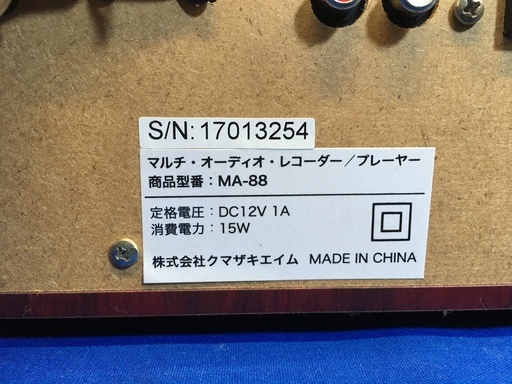 S/N: 17013254
マルチ・オーディオ・レコーダー／プレーヤー
商品型番：MA-88
定格電圧：DC12V 1A
消費電力：15W
株式会社クマザキエイム MADE IN CHINA